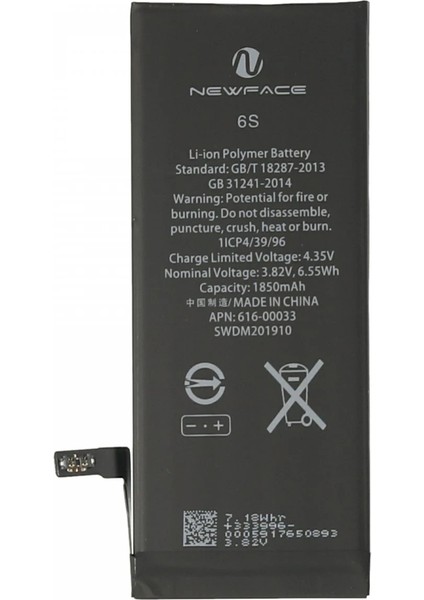 NEWFACE
6S
Li-ion Polymer Battery
Standard: GB/T 18287-2013
GB 31241-2014
Warning: Potential for fire or
burning. Do not disassemble,
puncture, crush, heat or burn.
1ICP4/39/96
Charge Limited Voltage: 4.35V
Nominal Voltage: 3.82V, 6.55Wh
Capacity: 1850mAh
中国制造/ MADE IN CHINA
APN: 616-00033
SWDM201910
- · +
7.18Whr
+333996-
0005917650893
3.82V